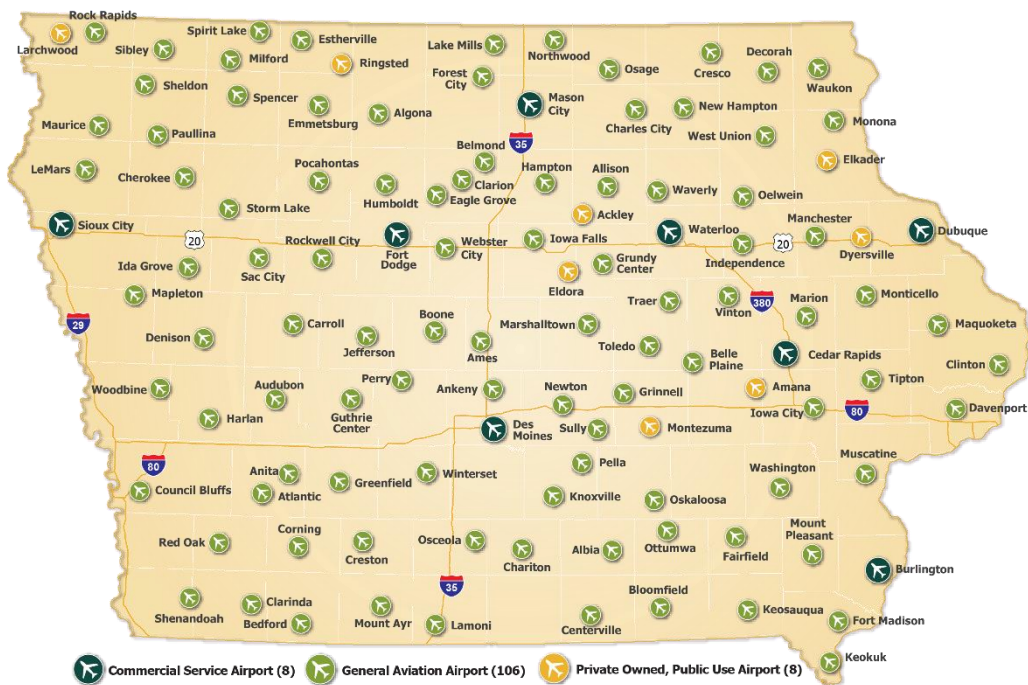 Rock Rapids
Larchwood
Sibley
Spirit Lake
Estherville
Milford
Ringsted
Lake Mills
Northwood
Forest
City
Osage
Cresco
Decorah
Waukon
Sheldon
Spencer
Emmetsburg
Algona
Mason
City
35
Charles City
New Hampton
West Union
Monona
Maurice
Paullina
Elkader
LeMars
Cherokee
Pocahontas
Humboldt
Belmond
Clarion
Eagle Grove
Hampton
Allison
Waverly
Oelwein
Storm Lake
Ackley
Sioux City
20
Rockwell City
Fort
Dodge
Webster
City
Iowa Falls
Waterloo
Independence
20
Manchester
Dyersville
Dubuque
Ida Grove
Sac City
Eldora
Grundy
Center
Mapleton
Traer
Vinton
380
Marion
Monticello
29
Denison
Carroll
Jefferson
Boone
Ames
Marshalltown
Toledo
Belle
Plaine
Cedar Rapids
Maquoketa
Clinton
Woodbine
Audubon
Perry
Ankeny
Newton
Grinnell
Amana
Tipton
Harlan
Guthrie
Center
Iowa City
80
Davenport
Des
Moines
Sully
Montezuma
80
Council Bluffs
Anita
Atlantic
Greenfield
Winterset
Pella
Knoxville
Oskaloosa
Washington
Muscatine
Red Oak
Corning
Creston
Osceola
Chariton
Albia
Ottumwa
Fairfield
Mount
Pleasant
Burlington
35
Shenandoah
Clarinda
Bedford
Mount Ayr
Lamoni
Centerville
Bloomfield
Keosauqua
Fort Madison
Keokuk
Commercial Service Airport (8)
General Aviation Airport (106)
Private Owned, Public Use Airport (8)